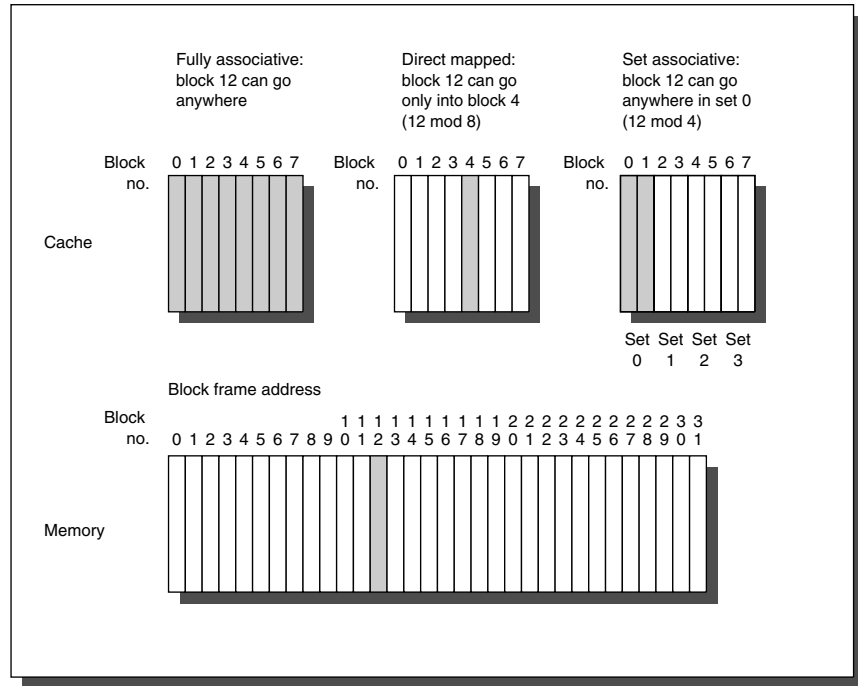 Fully associative:
block 12 can go
anywhere
Direct mapped:
block 12 can go
only into block 4
(12 mod 8)
Set associative:
block 12 can go
anywhere in set 0
(12 mod 4)
Block
no.
0 1 2 3 4 5 6 7
Block
no.
0 1 2 3 4 5 6 7
Block
no.
0 1 2 3 4 5 6 7
Cache
Set Set Set Set
0 1 2 3
Block frame address
Block
no.
1 1 1 1 1 1 1 1 1 1 2 2 2 2 2 2 2 2 2 2 3 3
0 1 2 3 4 5 6 7 8 9 0 1 2 3 4 5 6 7 8 9 0 1 2 3 4 5 6 7 8 9 0 1
Memory